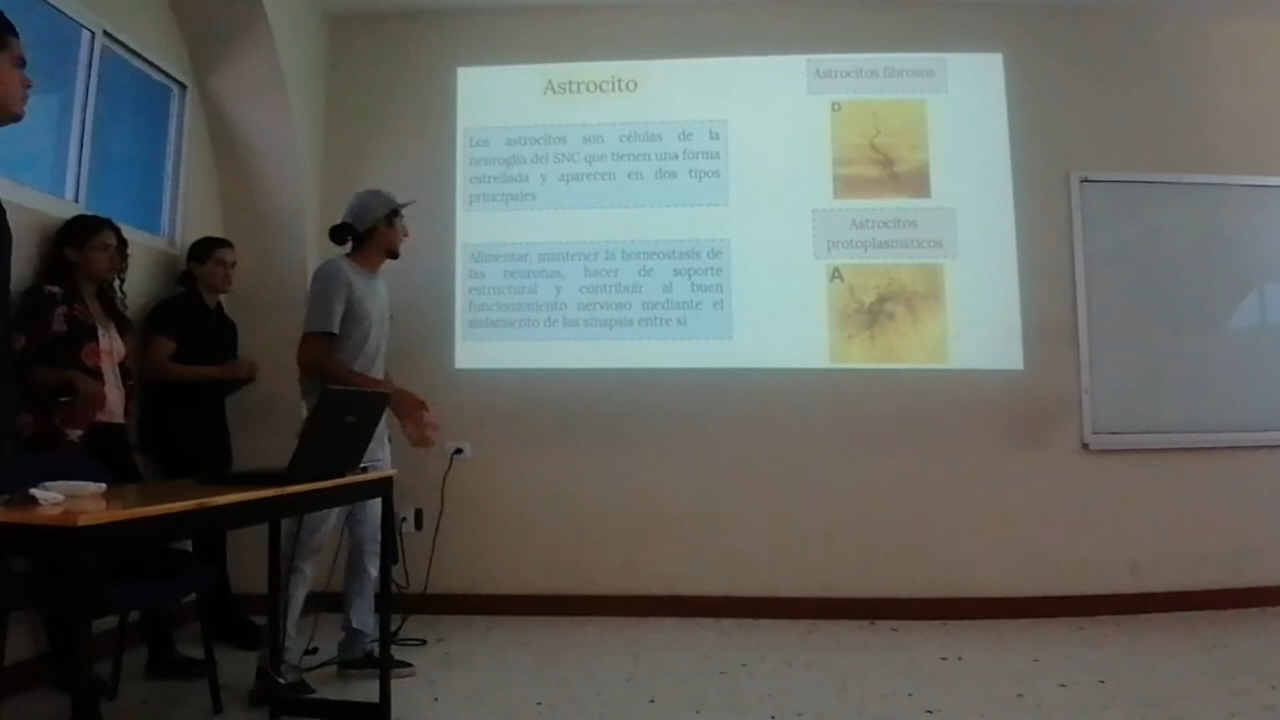 Astrocito
Los astrocitos son células de la
neuroglia del SNC que tienen una forma
estrellada y aparecen en dos tipos
principales
Alimentar, mantener la homeostasis de
las neuronas, hacer de soporte
estructural y contribuir al buen
funcionamiento nervioso mediante el
aislamiento de las sinapsis entre si
Astrocitos fibrosos
D
Astrocitos
protoplasmáticos
A